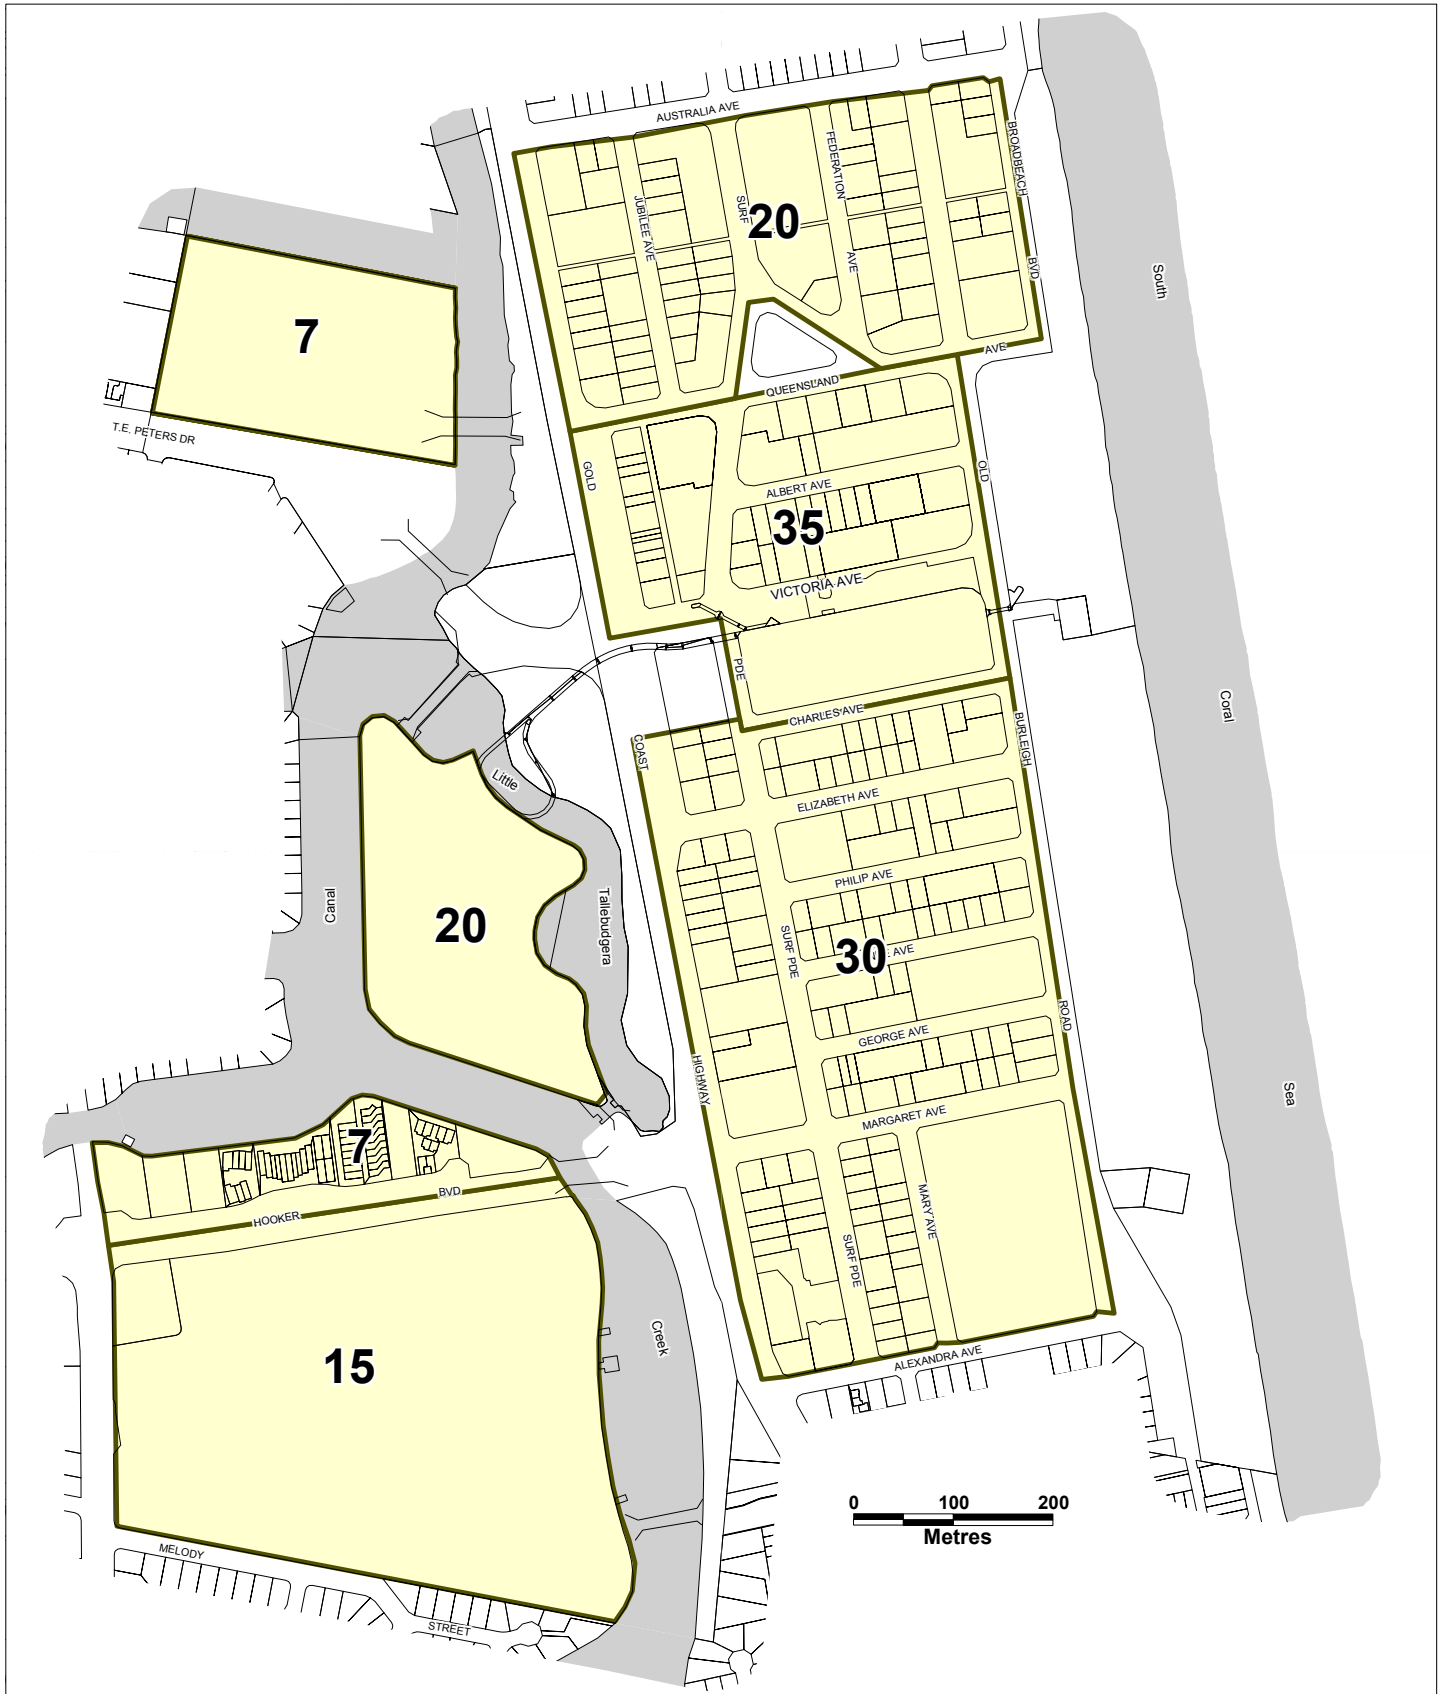 AUSTRALIA AVE
BROADBEACH
FEDERATION
JUBILEE AVE
SURF
20
AVE
BVD
South
7
AVE
QUEENSLAND
T.E. PETERS DR
GOLD
OLD
ALBERT AVE
35
VICTORIA AVE
PDE
Coral
CHARLES AVE
COAST
BURLEIGH
Little
ELIZABETH AVE
PHILIP AVE
Canal
20
Tallebudgera
SURF PDE
30
AVE
ROAD
GEORGE AVE
HIGHWAY
Sea
MARGARET AVE
7
BVD
HOOKER
MARY AVE
SURF PDE
Creek
15
ALEXANDRA AVE
0 100 200
Metres
MELODY
STREET